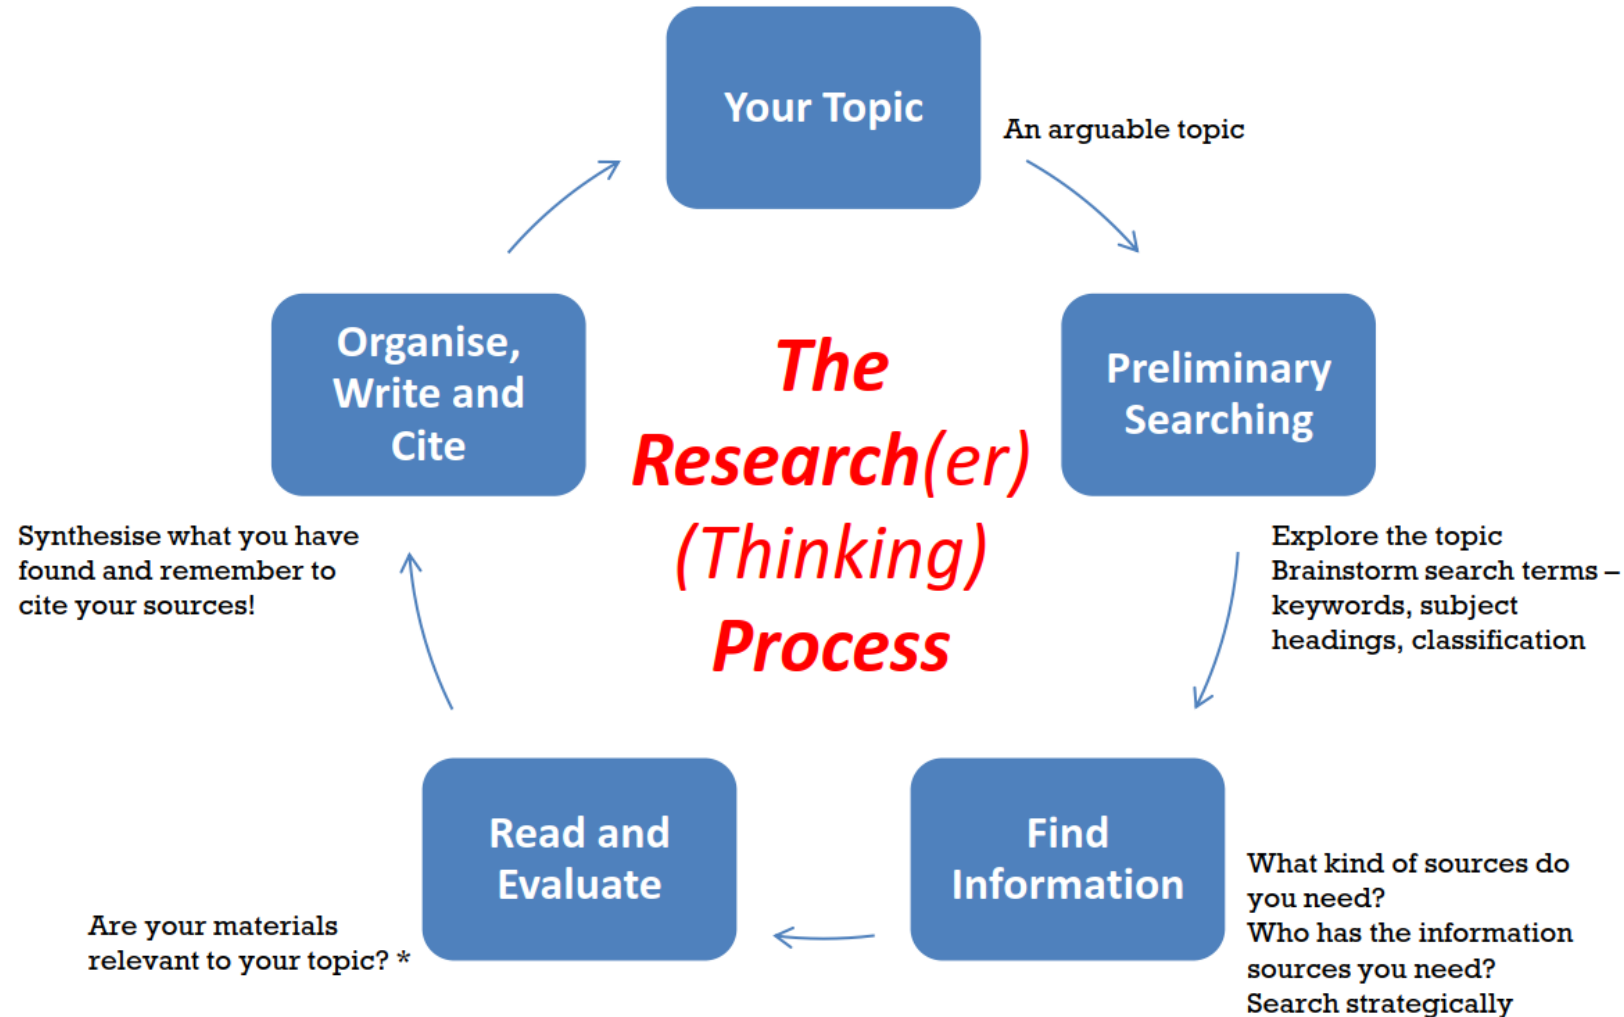 Your Topic
An arguable topic
Preliminary
Searching
Explore the topic
Brainstorm search terms –
keywords, subject
headings, classification
Find
Information
What kind of sources do
you need?
Who has the information
sources you need?
Search strategically
Read and
Evaluate
Are your materials
relevant to your topic? *
Organise,
Write and
Cite
Synthesise what you have
found and remember to
cite your sources!
The
Research(er)
(Thinking)
Process